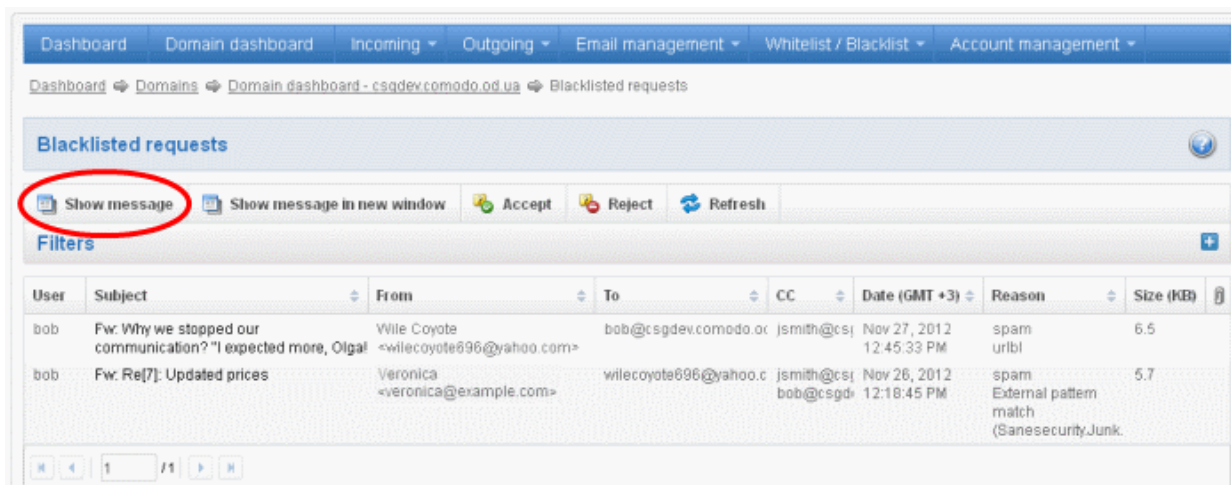 Dashboard Domain dashboard Incoming Outgoing Email management Whitelist / Blacklist Account management
Dashboard Domains Domain dashboard - csgdev.comodo.od.ua Blacklisted requests
Blacklisted requests
Show message Show message in new window Accept Reject Refresh
Filters
User Subject From To CC Date (GMT +3) Reason Size (KB)
bob Fw: Why we stopped our Wile Coyote bob@csgdev.comodo.oc jsmith@csg Nov 27, 2012 spam 6.5
communication? "I expected more, Olga! <wilecoyote696@yahoo.com> 12:45:33 PM urlbl
bob Fw: Re[7]: Updated prices Veronica wilecoyote696@yahoo.c jsmith@csg Nov 26, 2012 spam 5.7
<veronica@example.com> bob@csgd 12:18:45 PM External pattern
match
(Sanesecurity.Junk.
1 /1